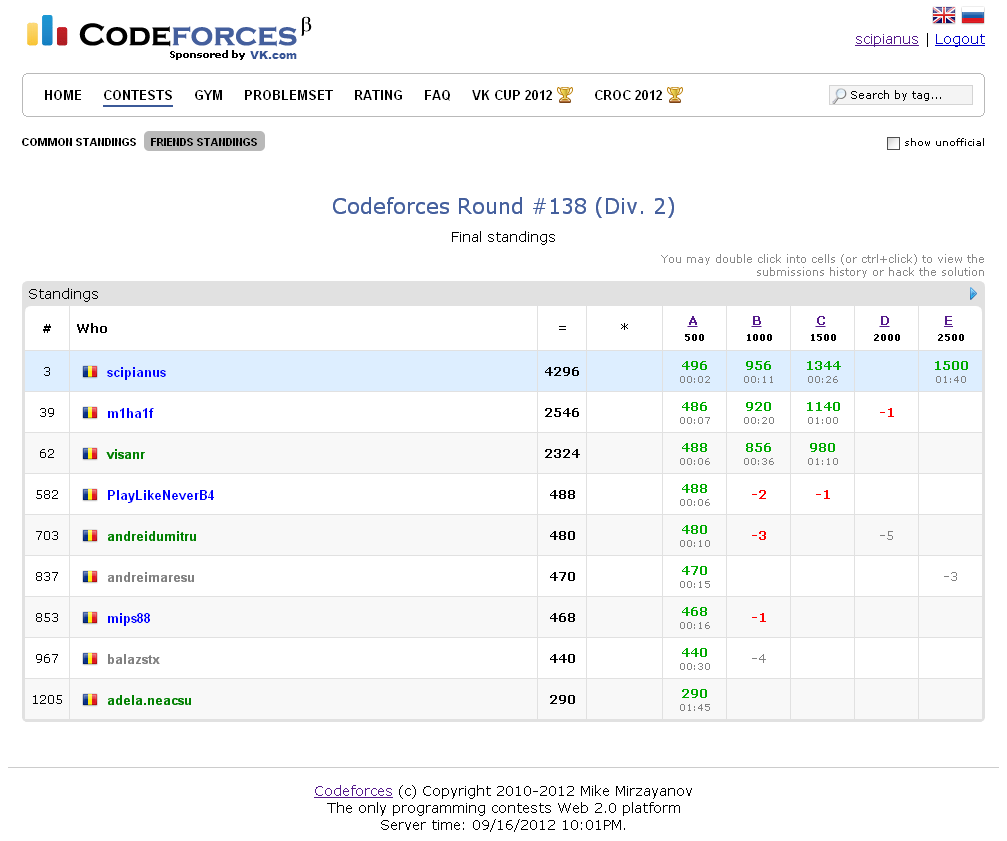 CODEFORCES β
Sponsored by VK.com
scipianus | Logout
HOME CONTESTS GYM PROBLEMSET RATING FAQ VK CUP 2012 CROC 2012 Search by tag...
COMMON STANDINGS FRIENDS STANDINGS show unofficial
Codeforces Round #138 (Div. 2)
Final standings
You may double click into cells (or ctrl+click) to view the
submissions history or hack the solution
Standings
# Who = * A B C D E
500 1000 1500 2000 2500
3 scipianus 4296 496 956 1344 1500
00:02 00:11 00:26 01:40
39 m1ha1f 2546 486 920 1140 -1
00:07 00:20 01:00
62 visanr 2324 488 856 980
00:06 00:36 01:10
582 PlayLikeNeverB4 488 488 -2 -1
00:06
703 andreidumitru 480 480 -3 -5
00:10
837 andreimaresu 470 470 -3
00:15
853 mips88 468 468 -1
00:16
967 balazstx 440 440 -4
00:30
1205 adela.neacsu 290 290
01:45
Codeforces (c) Copyright 2010-2012 Mike Mirzayanov
The only programming contests Web 2.0 platform
Server time: 09/16/2012 10:01PM.